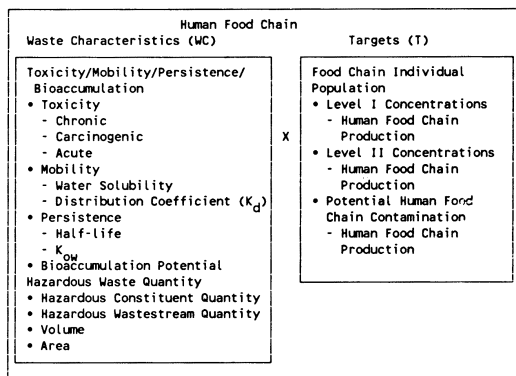 Human Food Chain
Waste Characteristics (WC)
Targets (T)
Toxicity/Mobility/Persistence/
Bioaccumulation
• Toxicity
- Chronic
- Carcinogenic
- Acute
• Mobility
- Water Solubility
- Distribution Coefficient (Kd)
• Persistence
- Half-life
- Kow
• Bioaccumulation Potential
Hazardous Waste Quantity
• Hazardous Constituent Quantity
• Hazardous Wastestream Quantity
• Volume
• Area
X
Food Chain Individual
Population
• Level I Concentrations
- Human Food Chain
Production
• Level II Concentrations
- Human Food Chain
Production
• Potential Human Food
Chain Contamination
- Human Food Chain
Production